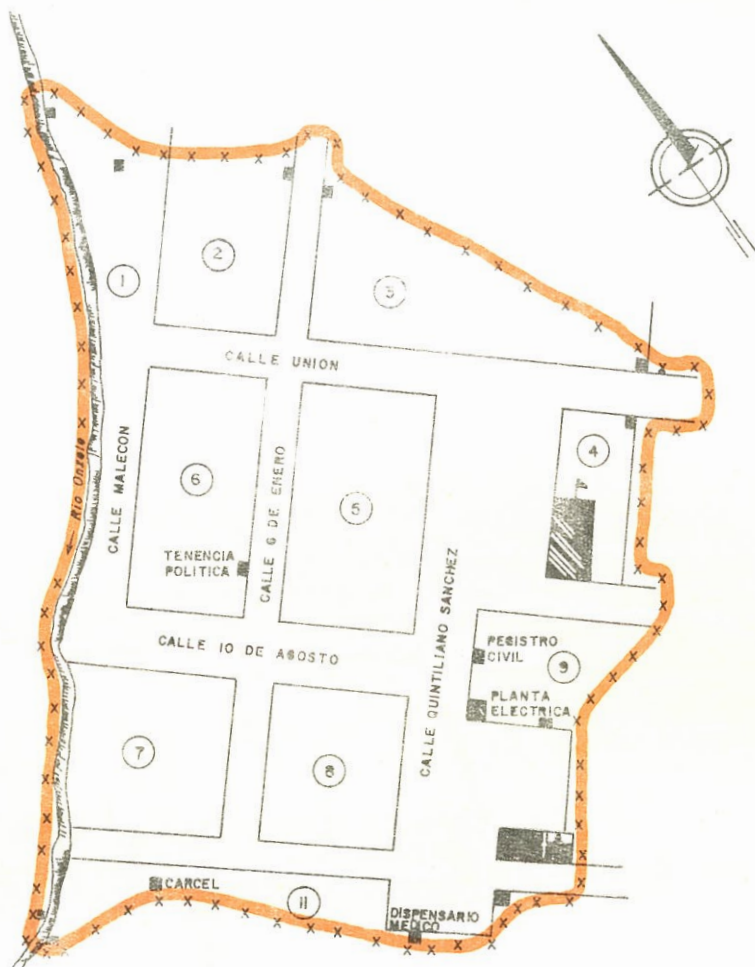 2
1
3
CALLE UNION
4
6
CALLE MALECON
CALLE 6 DE ENERO
5
← Rio Onzole
TENENCIA
POLITICA
CALLE QUINTILIANO SANCHEZ
CALLE 10 DE AGOSTO
REGISTRO
CIVIL
9
PLANTA
ELECTRICA
7
8
CARCEL
11
DISPENSARIO
MEDICO